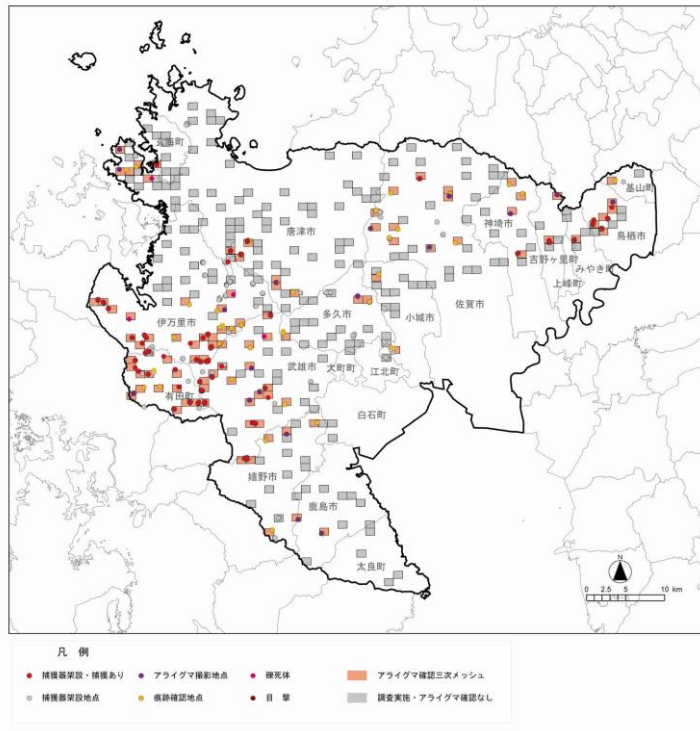 玄海町
唐津市
基山町
神埼市
鳥栖市
吉野ヶ里町
みやき町
上峰町
佐賀市
小城市
多久市
伊万里市
武雄市
大町町
江北町
有田町
白石町
嬉野市
鹿島市
太良町
N
0 2.5 5 10 km
凡 例
捕獲器架設・捕獲あり アライグマ撮影地点 轢死体 アライグマ確認三次メッシュ
捕獲器架設地点 痕跡確認地点 目 撃 調査実施・アライグマ確認なし